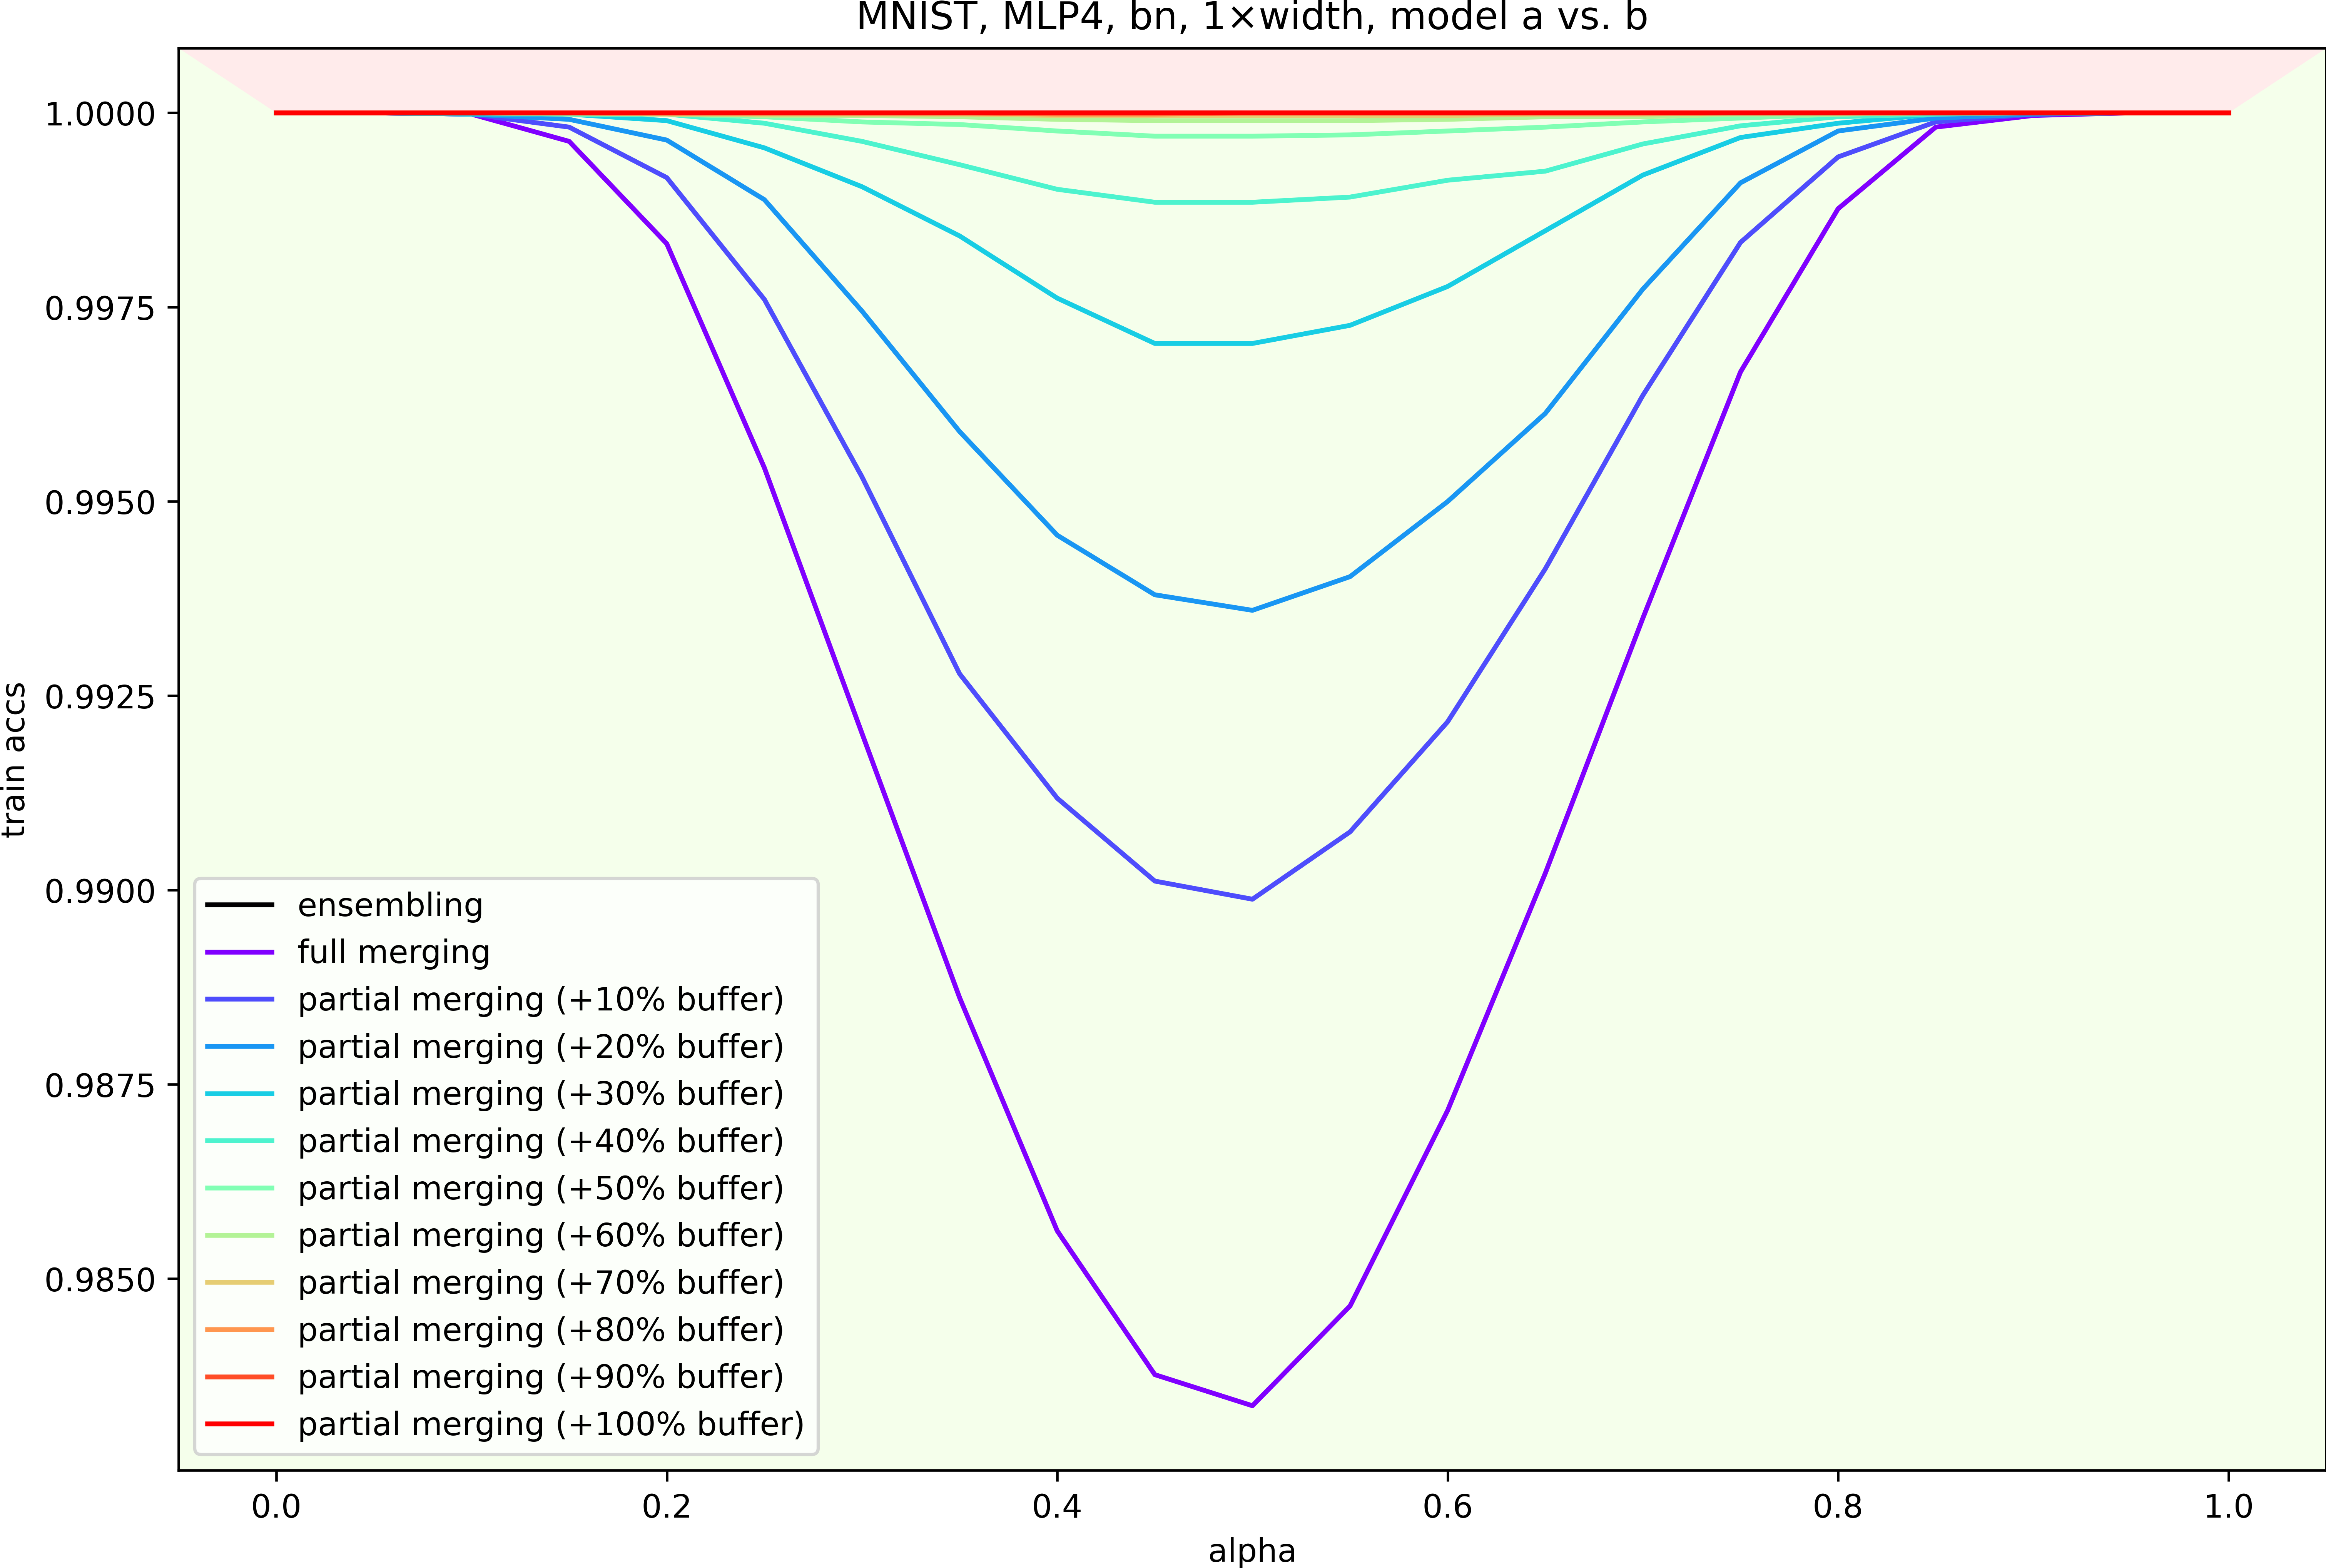 MNIST, MLP4, bn, 1×width, model a vs. b
train accs
1.0000
0.9975
0.9950
0.9925
0.9900
0.9875
0.9850
ensembling
full merging
partial merging (+10% buffer)
partial merging (+20% buffer)
partial merging (+30% buffer)
partial merging (+40% buffer)
partial merging (+50% buffer)
partial merging (+60% buffer)
partial merging (+70% buffer)
partial merging (+80% buffer)
partial merging (+90% buffer)
partial merging (+100% buffer)
0.0 0.2 0.4 0.6 0.8 1.0
alpha